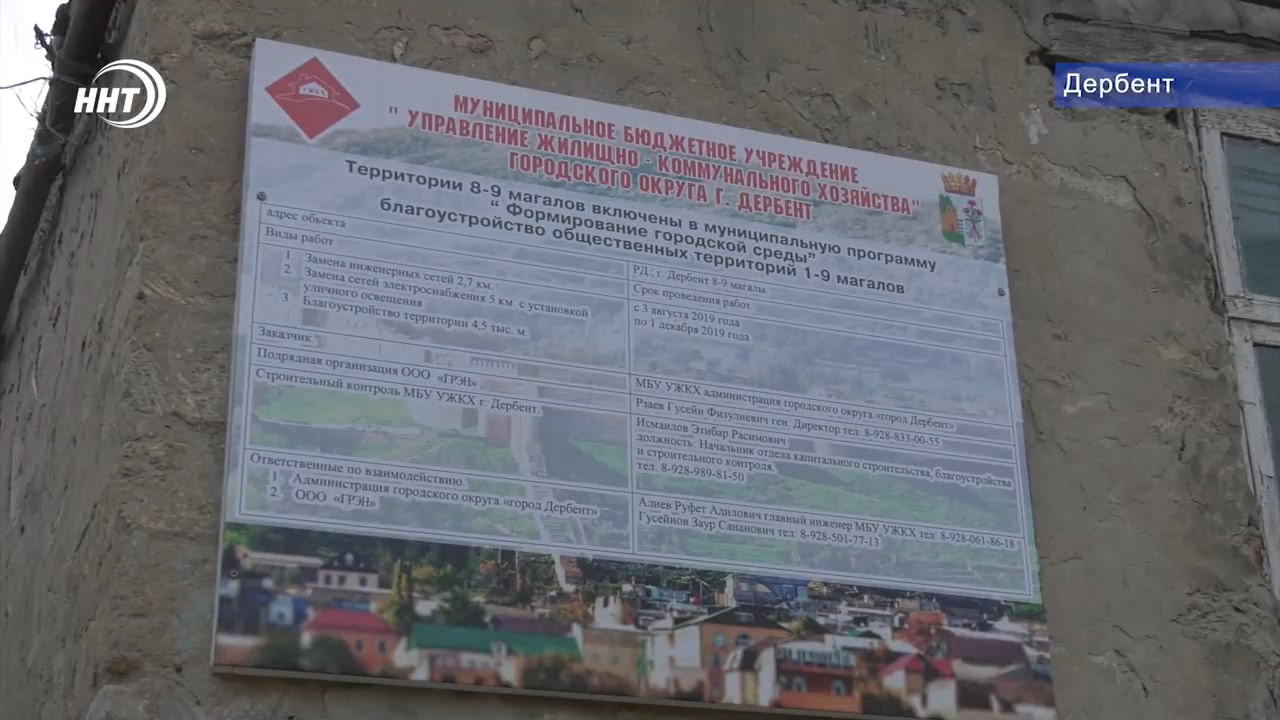 ННТ
Дербент
УЖКХ
МУНИЦИПАЛЬНОЕ БЮДЖЕТНОЕ УЧРЕЖДЕНИЕ
" УПРАВЛЕНИЕ ЖИЛИЩНО - КОММУНАЛЬНОГО ХОЗЯЙСТВА"
ГОРОДСКОГО ОКРУГА Г. ДЕРБЕНТ
Территории 8-9 магалов включены в муниципальную программу
“ Формирование городской среды”
благоустройство общественных территорий 1-9 магалов
адрес обьекта
РД , г. Дербент 8-9 магалы.
Виды работ
Срок проведения работ
1. Замена инженерных сетей 2,7 км.
2. Замена сетей электроснабжения 5 км. с установкой
уличного освещения
3. Благоустройство территории 4,5 тыс. м.
с 3 августа 2019 года
по 1 декабря 2019 года
Заказчик.
МБУ УЖКХ администрация городского округа «город Дербент»
Подрядная организация ООО «ГРЭН» .
Рзаев Гусейн Физулиевич ген. Директор тел: 8-928-833-00-55
Строительный контроль МБУ УЖКХ г. Дербент.
Исмаилов Этибар Расимович
должность. Начальник отдела капитального строительства, благоустройства
и строительного контроля.
тел. 8-928-989-81-50
Ответственные по взаимодействию.
1. Администрация городского округа «город Дербент»
2. ООО «ГРЭН»
Алиев Руфет Адилович главный инженер МБУ УЖКХ тел: 8-928-061-86-18
Гусейнов Заур Сананович тел: 8-928-501-77-13